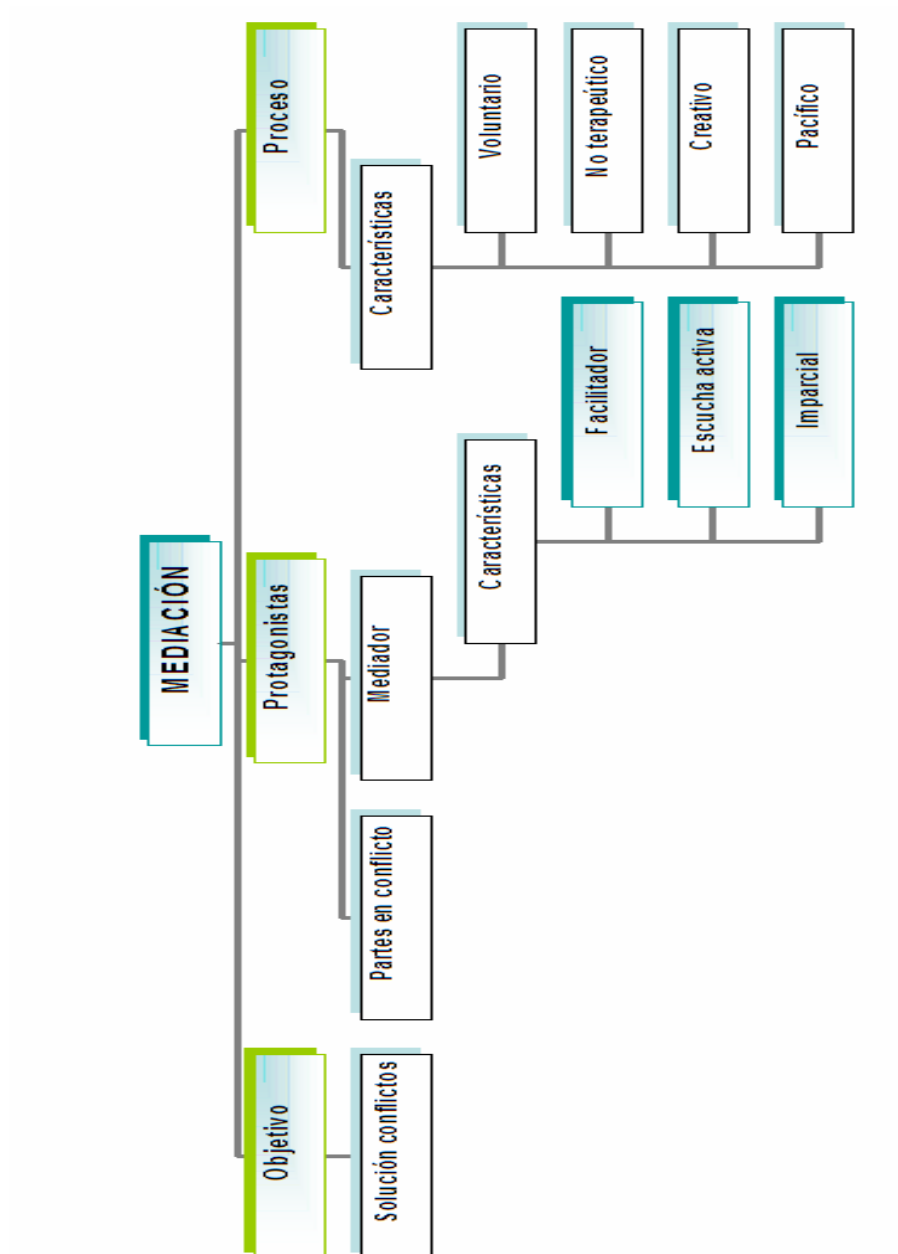 MEDIACIÓN
Objetivo
Protagonistas
Proceso
Solución conflictos
Partes en conflicto
Mediador
Características
Características
Voluntario
Facilitador
No terapeútico
Escucha activa
Creativo
Imparcial
Pacífico